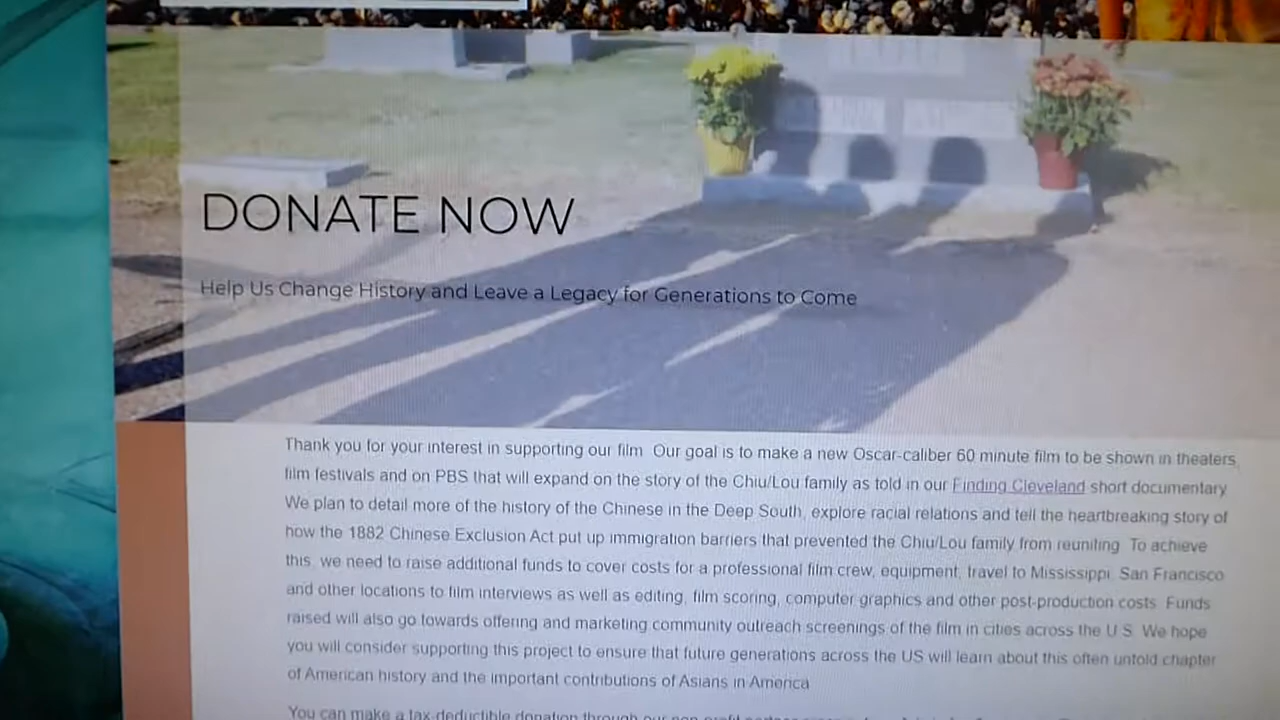 DONATE NOW
Help Us Change History and Leave a Legacy for Generations to Come
Thank you for your interest in supporting our film. Our goal is to make a new Oscar-caliber 60 minute film to be shown in theaters,
film festivals and on PBS that will expand on the story of the Chiu/Lou family as told in our Finding Cleveland short documentary.
We plan to detail more of the history of the Chinese in the Deep South, explore racial relations and tell the heartbreaking story of
how the 1882 Chinese Exclusion Act put up immigration barriers that prevented the Chiu/Lou family from reuniting. To achieve
this, we need to raise additional funds to cover costs for a professional film crew, equipment, travel to Mississippi, San Francisco
and other locations to film interviews as well as editing, film scoring, computer graphics and other post-production costs. Funds
raised will also go towards offering and marketing community outreach screenings of the film in cities across the U.S. We hope
you will consider supporting this project to ensure that future generations across the US will learn about this often untold chapter
of American history and the important contributions of Asians in America.
You can make a tax-deductible donation through our non-profit